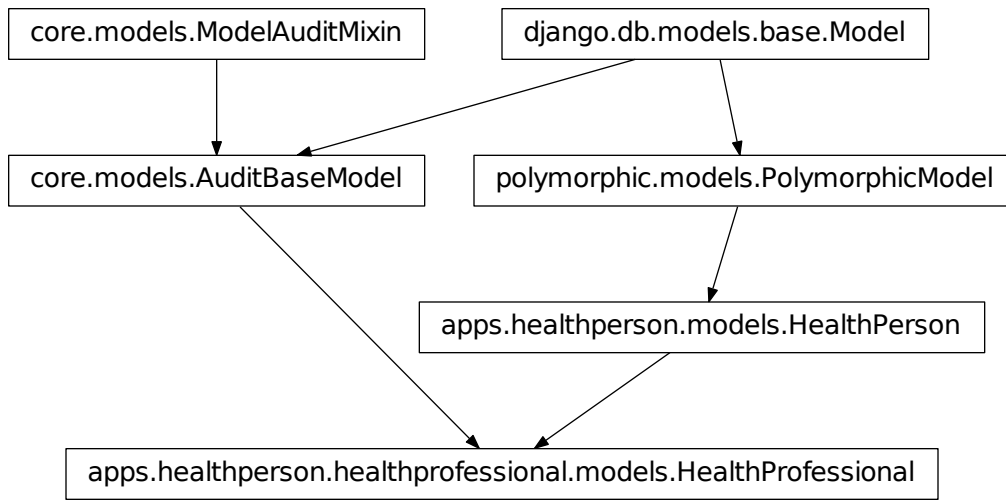 core.models.ModelAuditMixin
django.db.models.base.Model
core.models.AuditBaseModel
polymorphic.models.PolymorphicModel
apps.healthperson.models.HealthPerson
apps.healthperson.healthprofessional.models.HealthProfessional